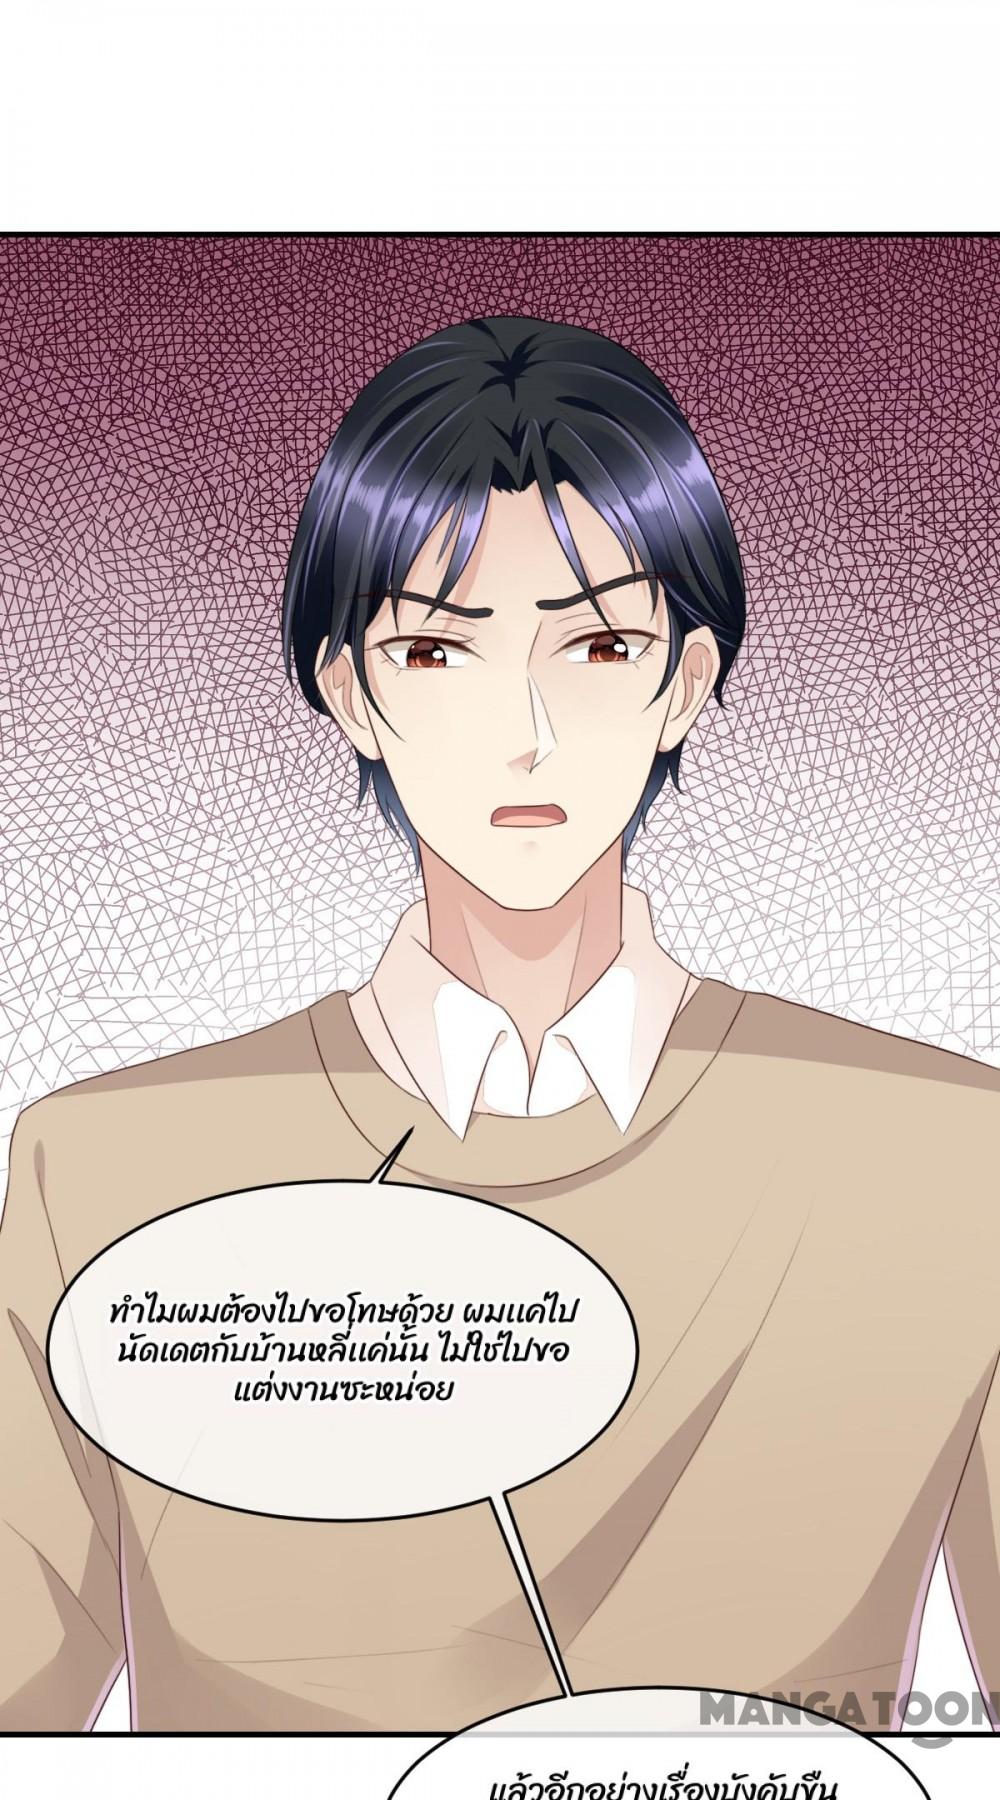 ทำไมผมต้องไปขอโทษด้วย ผมแค่ไป
นัดเดตกับบ้านหลี่แค่นั้น ไม่ใช่ไปขอ
แต่งงานซะหน่อย
MANGATOON
แล้วอีกอย่างเรื่องบังคับขืน